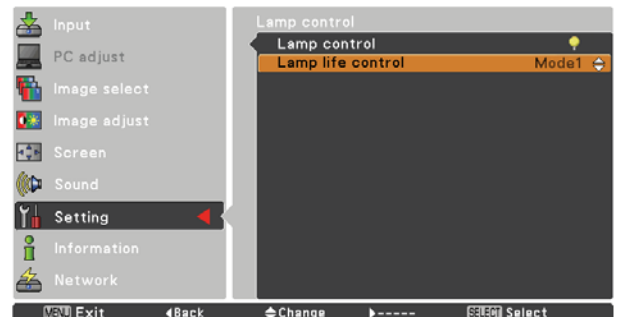 Input
PC adjust
Image select
Image adjust
Screen
Sound
Setting
Information
Network
Lamp control
Lamp control
Lamp life control Mode1
MENU Exit Back Change ----- SELECT Select